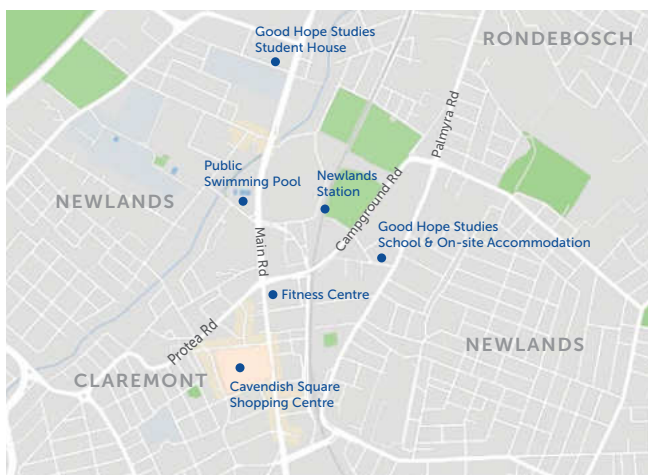 Good Hope Studies
Student House
RONDEBOSCH
Palmyra Rd
Public
Swimming Pool
Newlands
Station
NEWLANDS
Campground Rd
Good Hope Studies
School & On-site Accommodation
Main Rd
Fitness Centre
Protea Rd
NEWLANDS
CLAREMONT
Cavendish Square
Shopping Centre